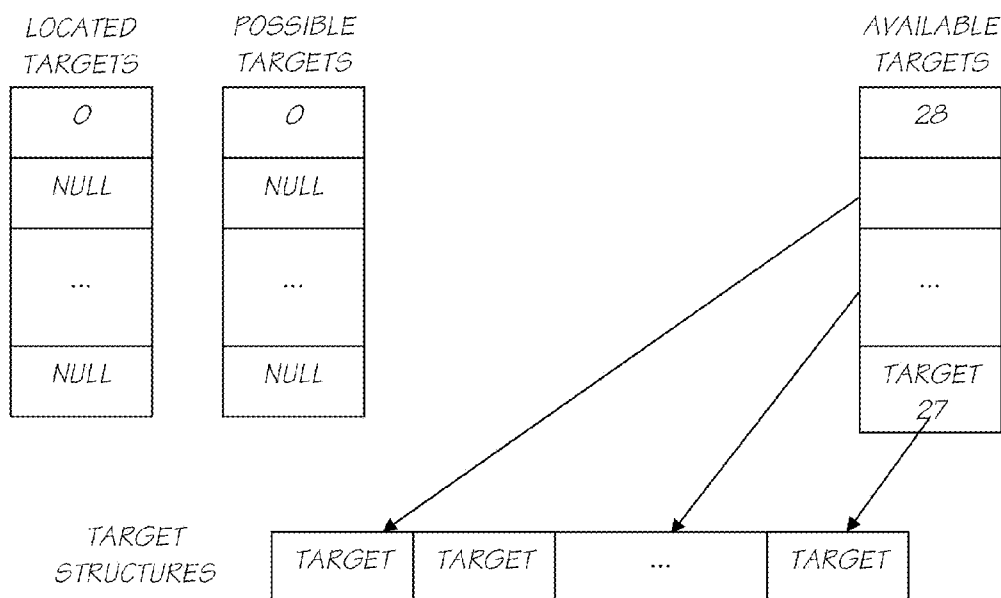 LOCATED
TARGETS
0
NULL
...
NULL
POSSIBLE
TARGETS
0
NULL
...
NULL
AVAILABLE
TARGETS
28
...
TARGET
27
TARGET
STRUCTURES
TARGET
TARGET
...
TARGET